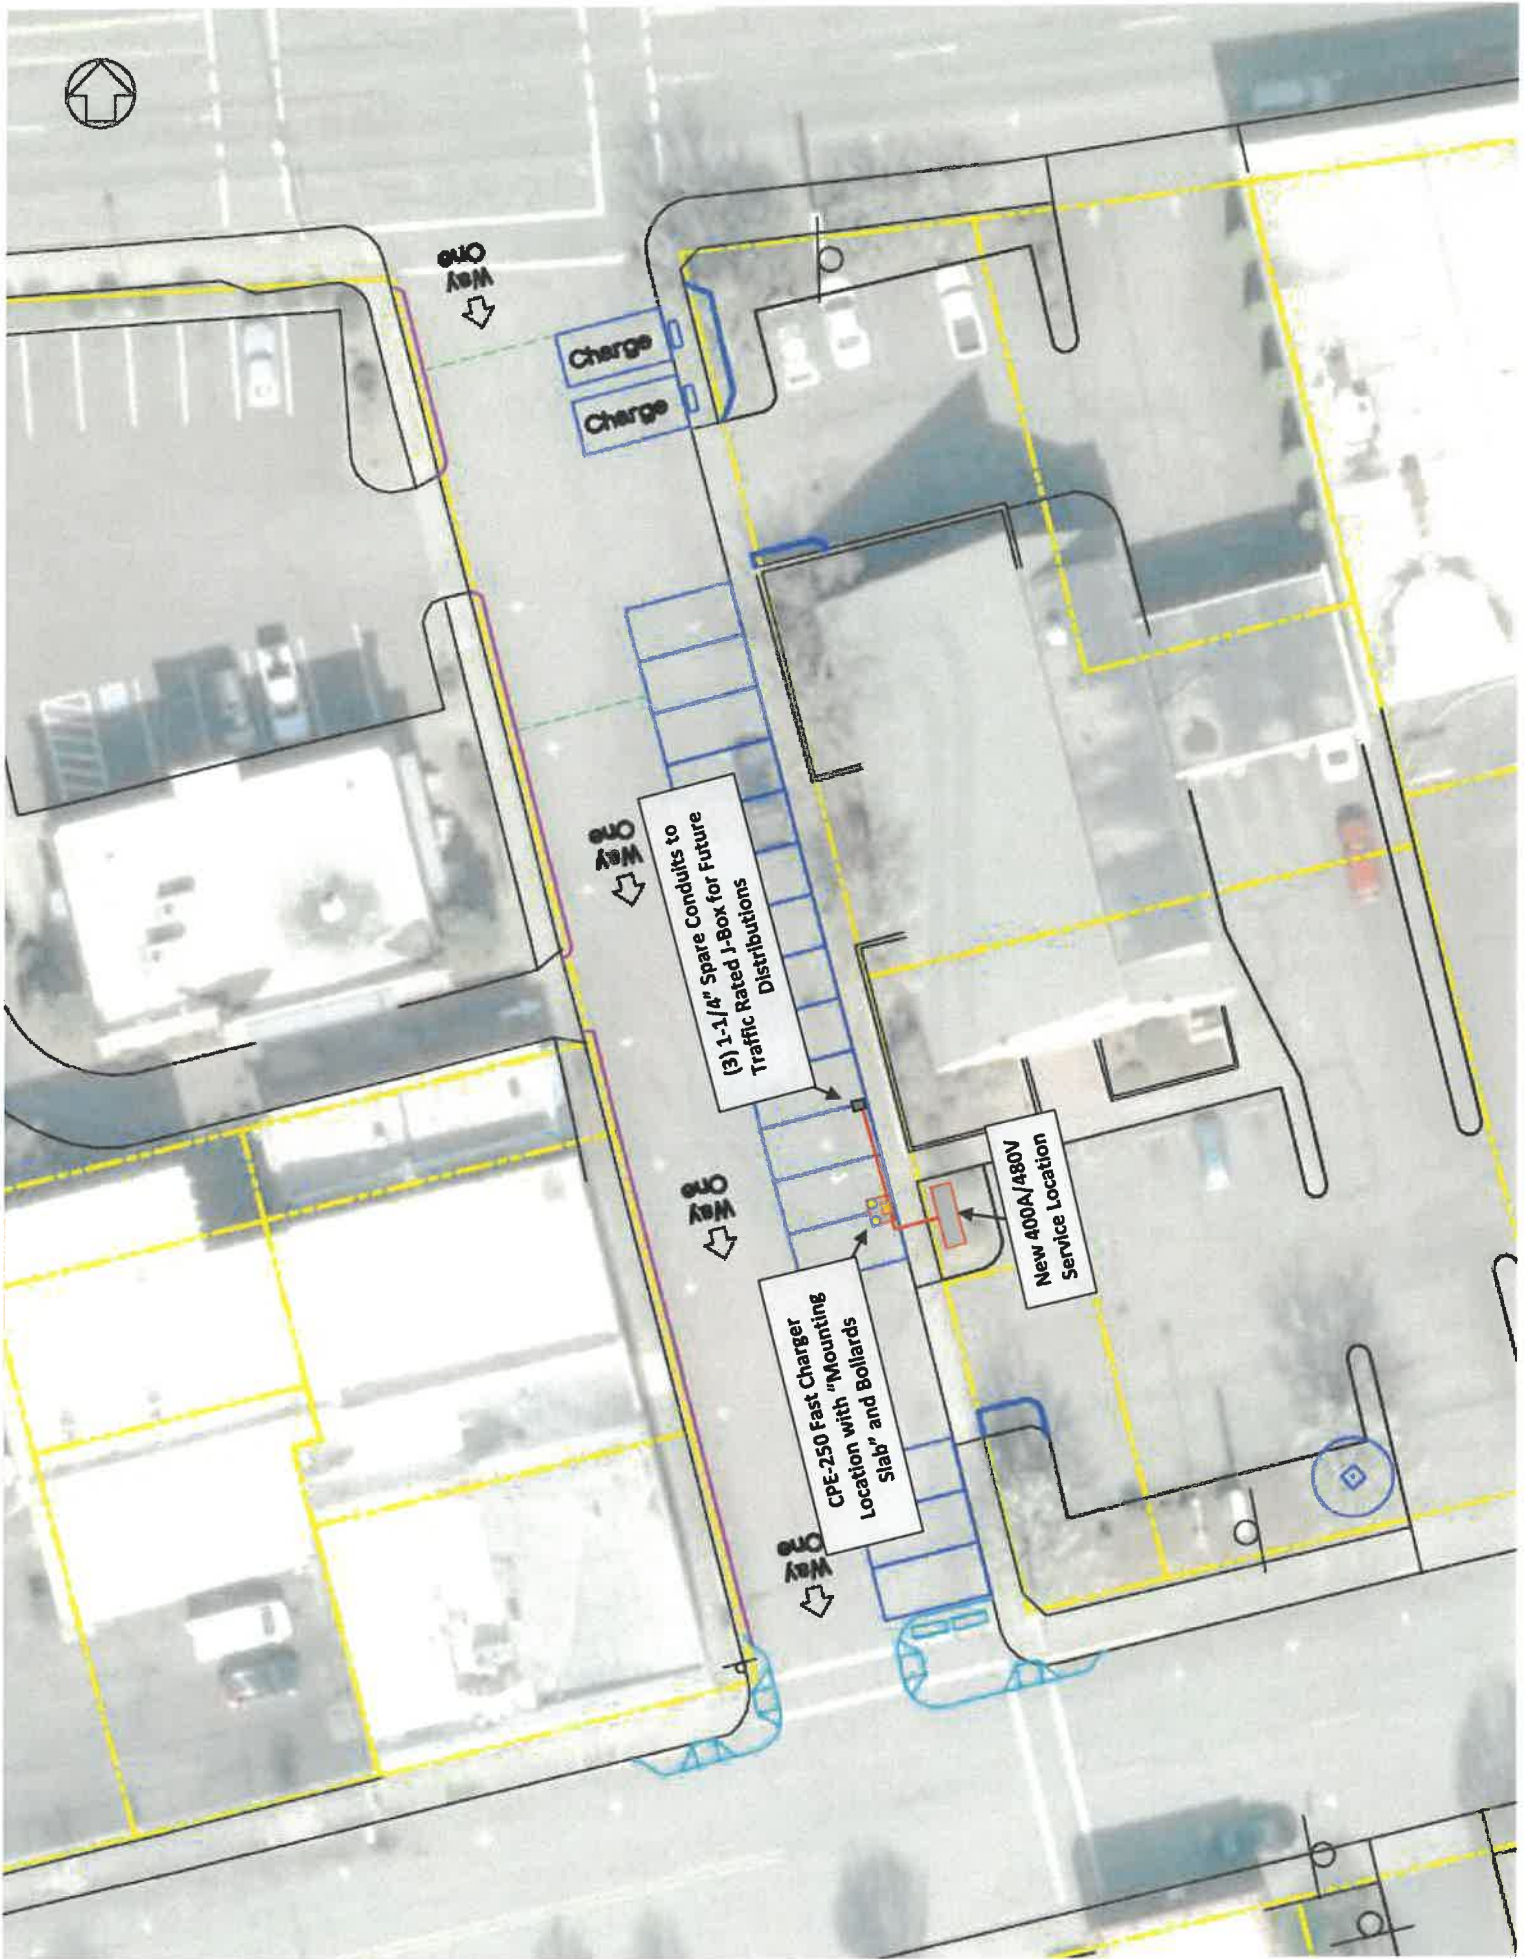 One
Way
Charge
Charge
One
Way
(3) 1-1/4" Spare Conduits to
Traffic Rated J-Box for Future
Distributions
One
Way
New 400A/480V
Service Location
CPE-250 Fast Charger
Location with "Mounting
Slab" and Bollards
One
Way